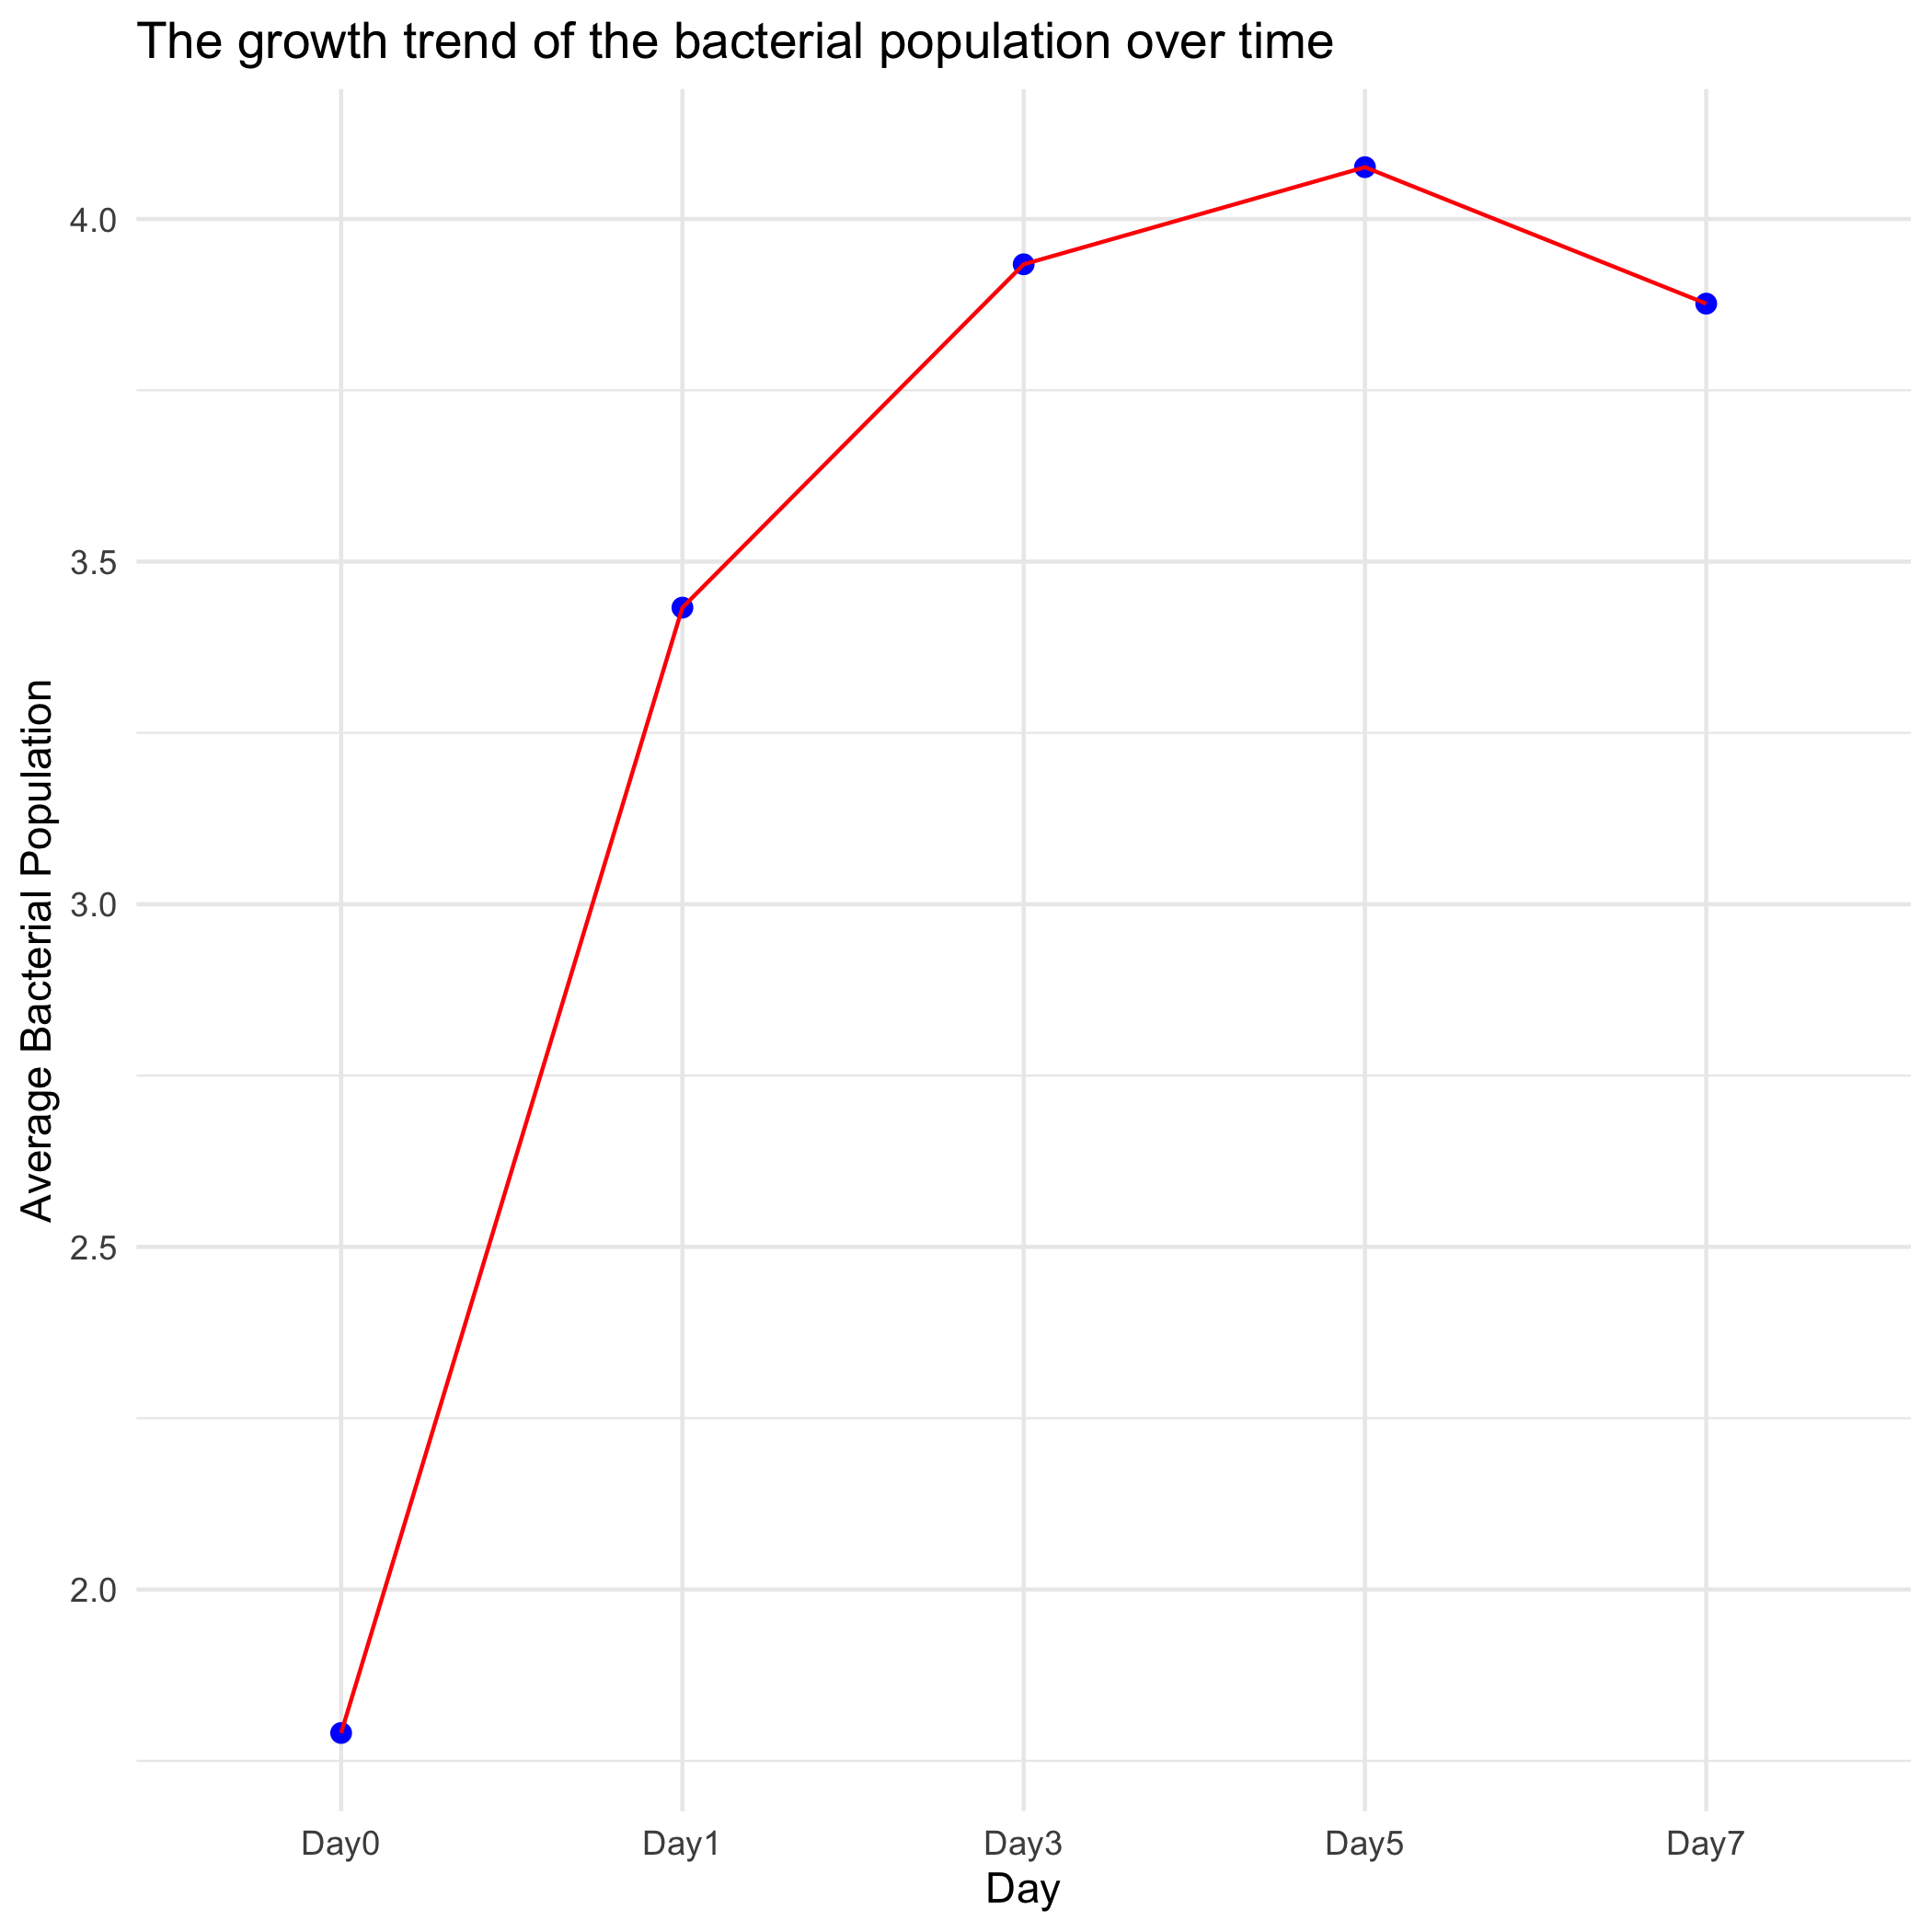 The growth trend of the bacterial population over time
Average Bacterial Population
4.0
3.5
3.0
2.5
2.0
Day0 Day1 Day3 Day5 Day7
Day